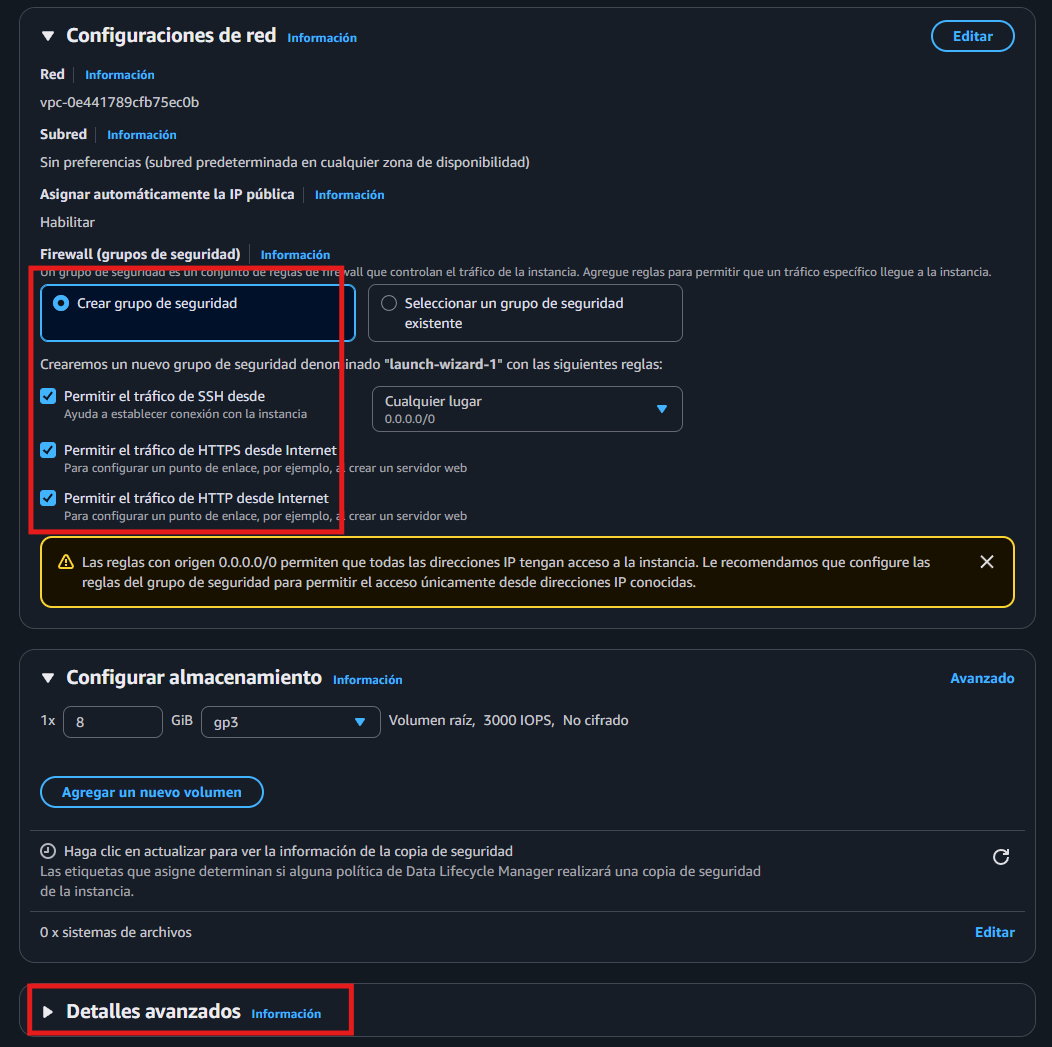 Configuraciones de red Información
Editar
Red Información
vpc-0e441789cfb75ec0b
Subred Información
Sin preferencias (subred predeterminada en cualquier zona de disponibilidad)
Asignar automáticamente la IP pública Información
Habilitar
Firewall (grupos de seguridad) Información
Un grupo de seguridad es un conjunto de reglas de firewall que controlan el tráfico de la instancia. Agregue reglas para permitir que un tráfico específico llegue a la instancia.
Crear grupo de seguridad
Seleccionar un grupo de seguridad
existente
Crearemos un nuevo grupo de seguridad denominado "launch-wizard-1" con las siguientes reglas:
Permitir el tráfico de SSH desde
Ayuda a establecer conexión con la instancia
Cualquier lugar
0.0.0.0/0
Permitir el tráfico de HTTPS desde Internet
Para configurar un punto de enlace, por ejemplo, al crear un servidor web
Permitir el tráfico de HTTP desde Internet
Para configurar un punto de enlace, por ejemplo, al crear un servidor web
Las reglas con origen 0.0.0.0/0 permiten que todas las direcciones IP tengan acceso a la instancia. Le recomendamos que configure las
reglas del grupo de seguridad para permitir el acceso únicamente desde direcciones IP conocidas.
Configurar almacenamiento Información
Avanzado
1x 8 GiB gp3 Volumen raíz, 3000 IOPS, No cifrado
Agregar un nuevo volumen
Haga clic en actualizar para ver la información de la copia de seguridad
Las etiquetas que asigne determinan si alguna política de Data Lifecycle Manager realizará una copia de seguridad
de la instancia.
0 x sistemas de archivos
Editar
Detalles avanzados Información